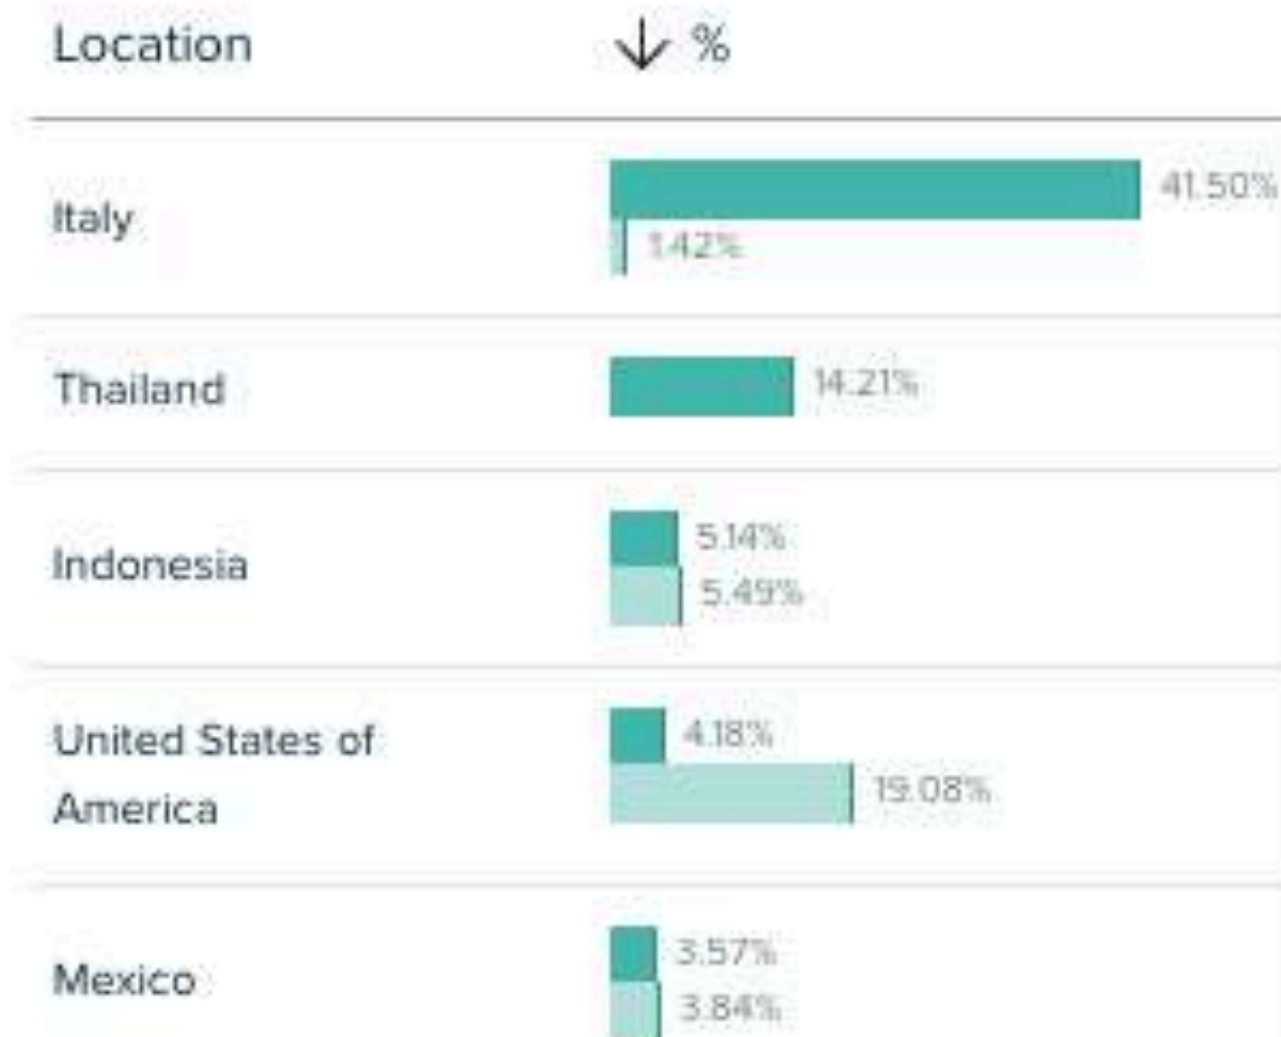 Location
↓ %
Italy
41.50%
1.42%
Thailand
14.21%
Indonesia
5.14%
5.49%
United States of
America
4.18%
19.08%
Mexico
3.57%
3.84%